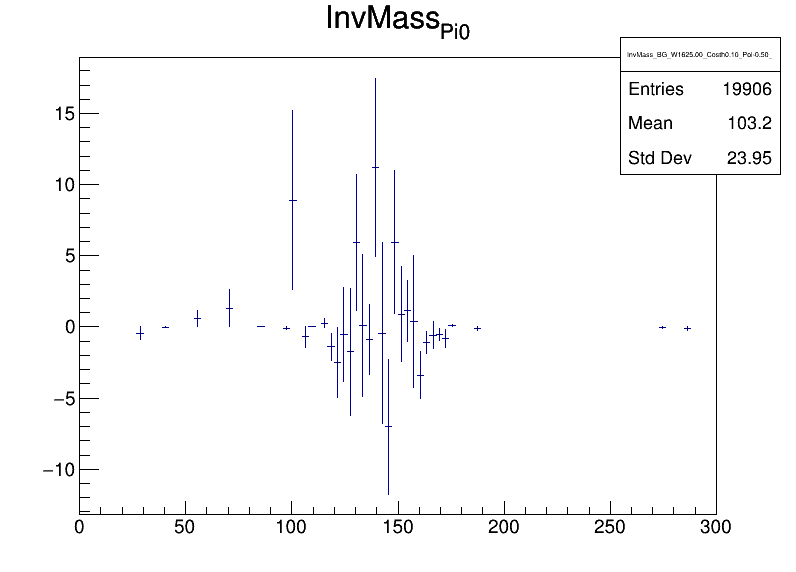 InvMass_Pi0
InvMass_BG_W1625.00_Costh0.10_Pol-0.50_
Entries 19906
Mean 103.2
Std Dev 23.95
15
10
5
0
−5
−10
0 50 100 150 200 250 300